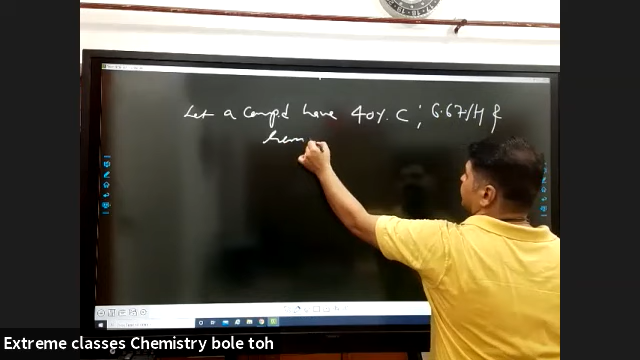 Let a Compd have 40%. C ; 6.67%H &
Extreme classes Chemistry bole toh